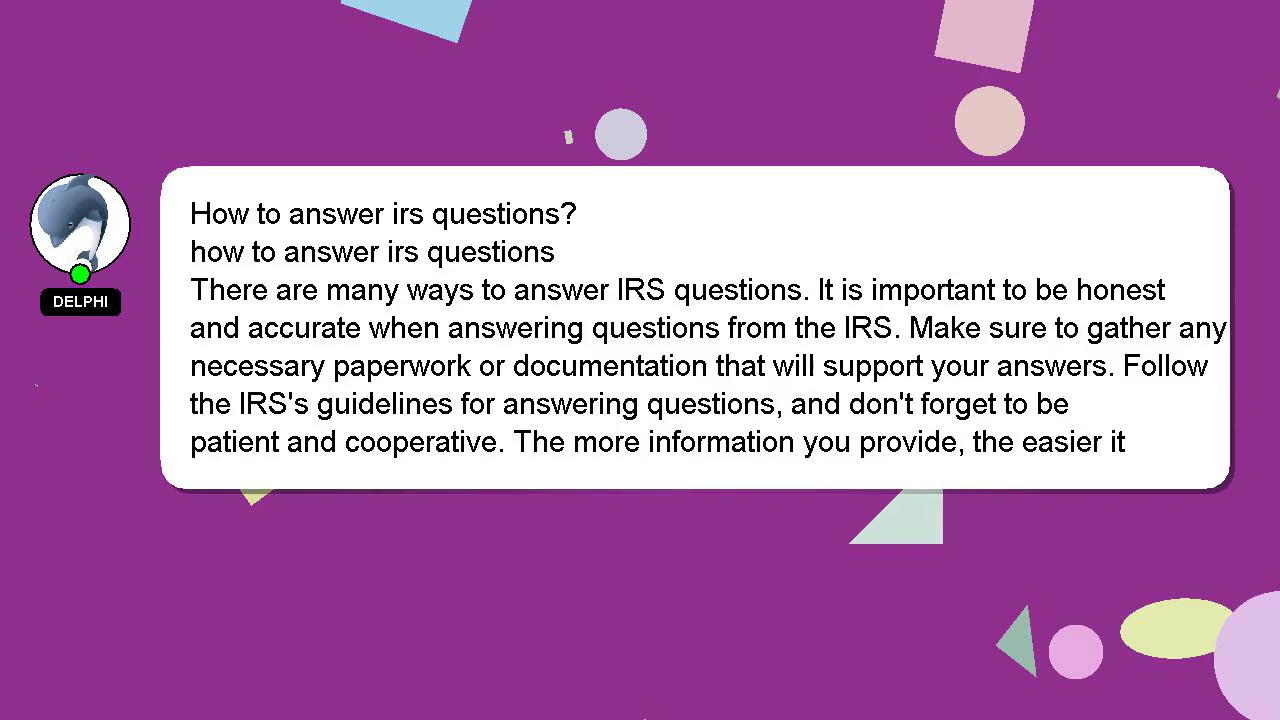 How to answer irs questions?
how to answer irs questions
There are many ways to answer IRS questions. It is important to be honest
and accurate when answering questions from the IRS. Make sure to gather any
necessary paperwork or documentation that will support your answers. Follow
the IRS's guidelines for answering questions, and don't forget to be
patient and cooperative. The more information you provide, the easier it
DELPHI